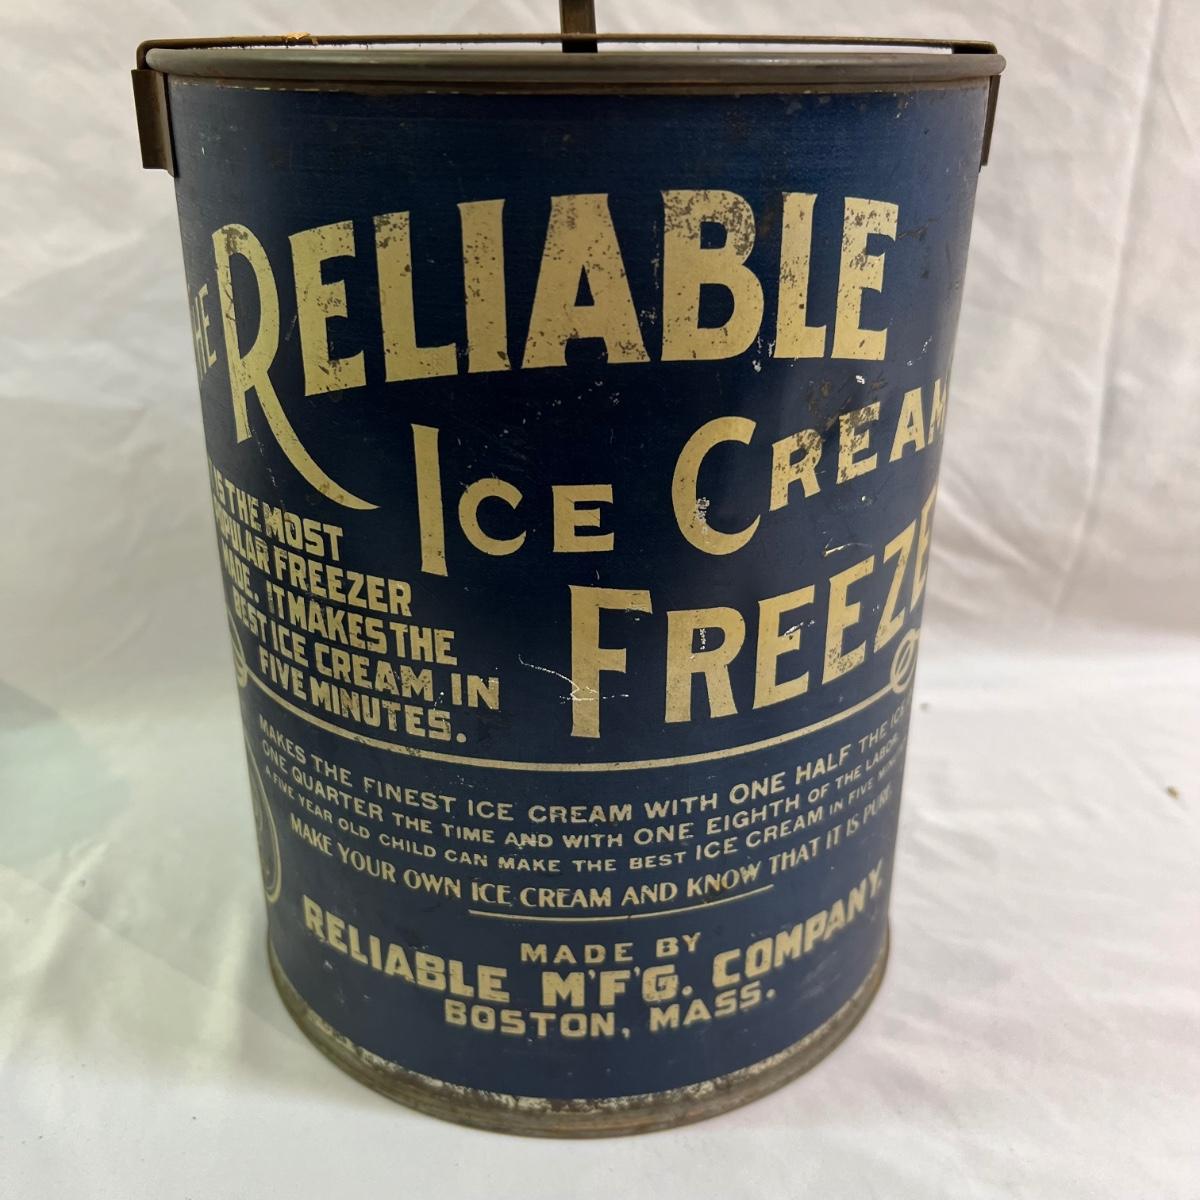 THE RELIABLE
ICE CREAM
FREEZE
IS THE MOST
POPULAR FREEZER
MADE. IT MAKES THE
BEST ICE CREAM IN
FIVE MINUTES.
MAKES THE FINEST ICE CREAM WITH ONE HALF THE ICE
ONE QUARTER THE TIME AND WITH ONE EIGHTH OF THE LABOR.
A FIVE YEAR OLD CHILD CAN MAKE THE BEST ICE CREAM IN FIVE
MAKE YOUR OWN ICE CREAM AND KNOW THAT IT IS PURE.
MADE BY
RELIABLE M'F'G. COMPANY,
BOSTON, MASS.